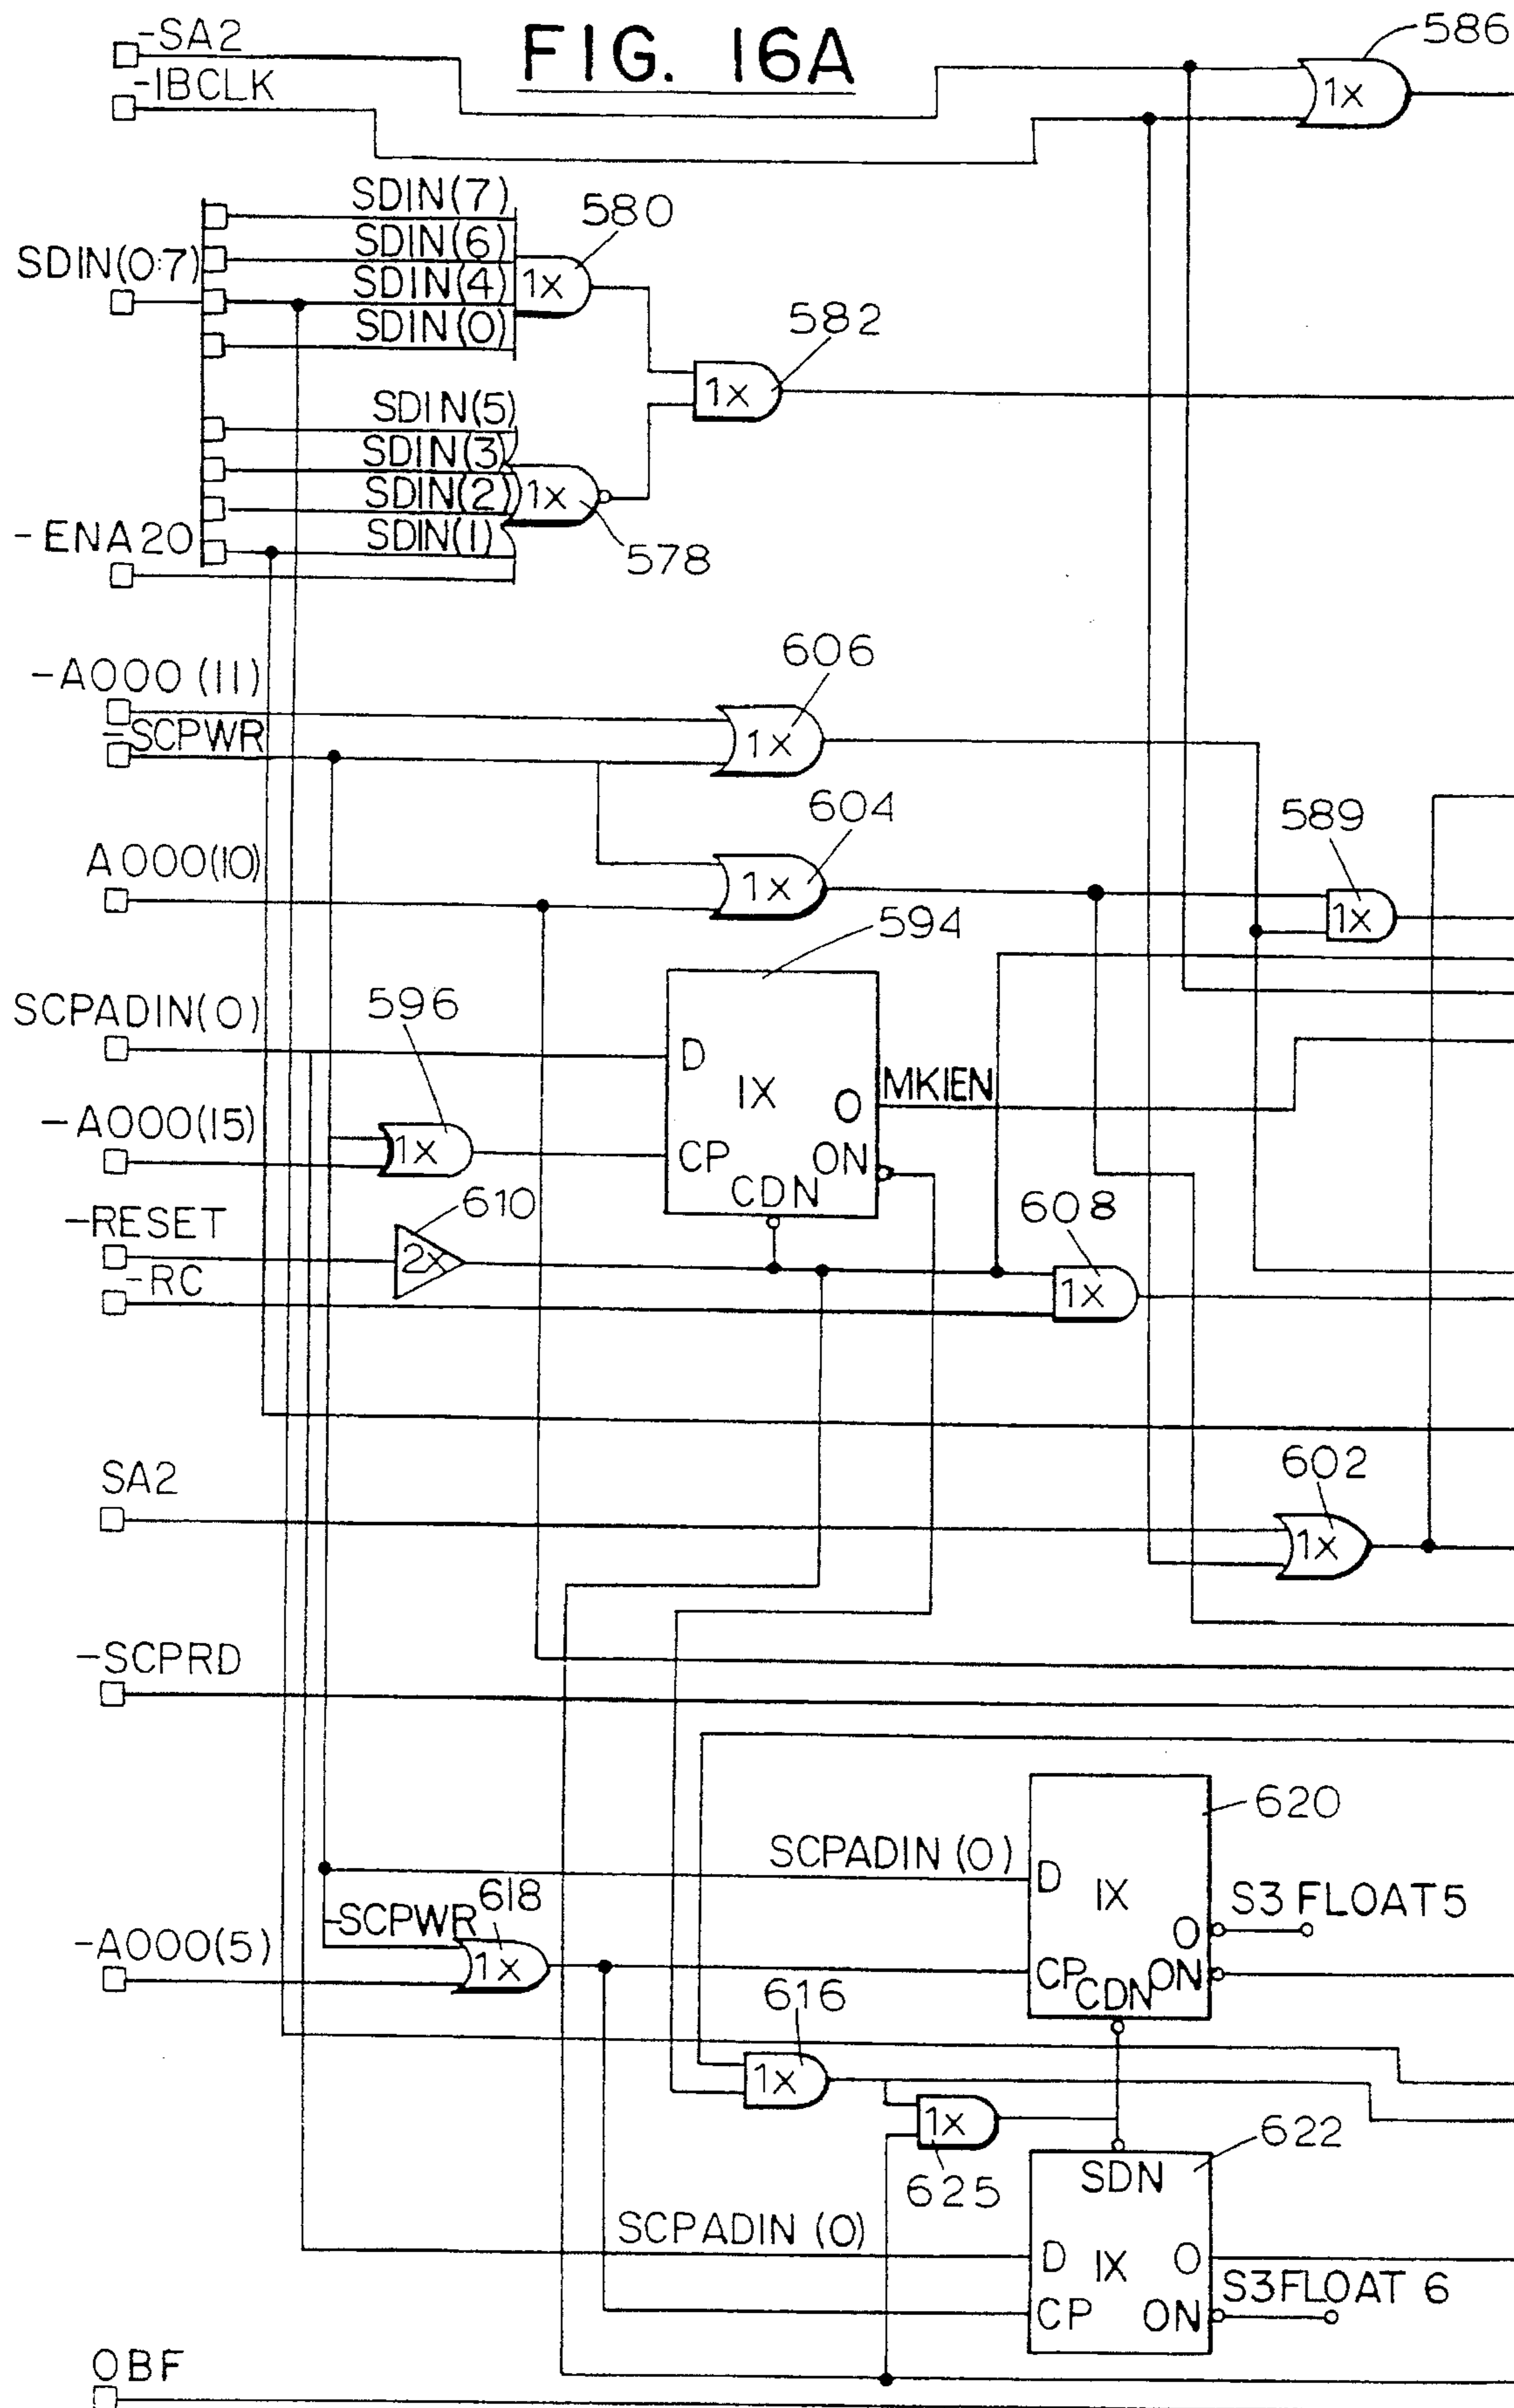 FIG. 16A
-SA2
586
-IBCLK
1X
SDIN(7)
580
SDIN(6)
SDIN(0:7)
SDIN(4)
1X
SDIN(0)
582
1X
SDIN(5)
SDIN(3)
SDIN(2)
1X
-ENA20
SDIN(1)
578
606
-A000(11)
-SCPWR
1X
604
589
A000(10)
1X
1X
594
SCPADIN(0)
596
D
IX
MKIEN
O
-A000(15)
1X
CP
ON
CDN
610
608
-RESET
2X
-RC
1X
SA2
602
1X
-SCPRD
620
SCPADIN(0)
D
IX
618
S3 FLOAT5
-SCPWR
O
-A000(5)
1X
CP
CDN
ON
616
1X
1X
622
625
SDN
SCPADIN(0)
D
IX
O
S3FLOAT 6
CP
ON
OBF